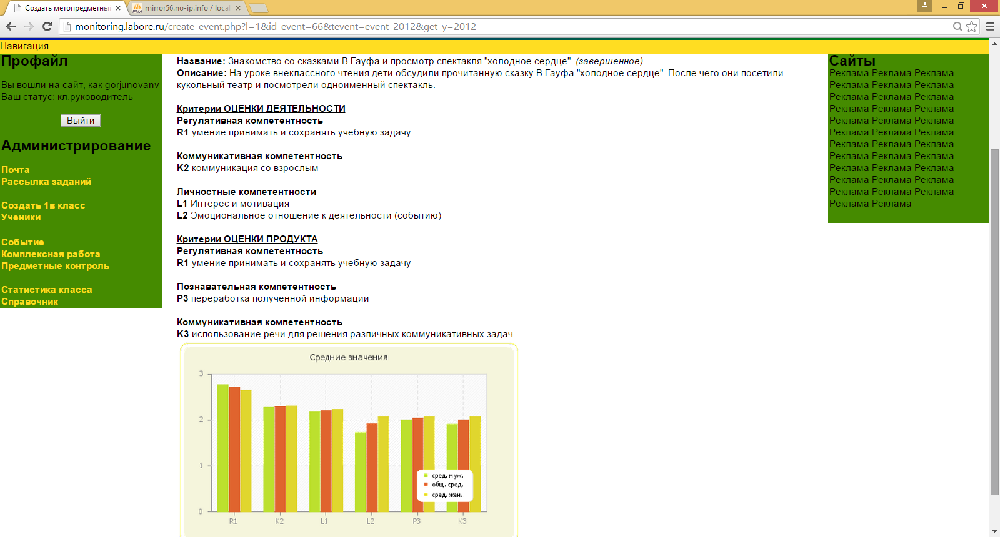 Создать метопредметны
mirror56.no-ip.info / local
monitoring.labore.ru/create_event.php?l=1&id_event=66&tevent=event_2012&get_y=2012
Навигация
Профайл
Вы вошли на сайт, как gorjunovanv
Ваш статус: кл.руководитель
Выйти
Администрирование
Почта
Рассылка заданий
Создать 1в класс
Ученики
Событие
Комплексная работа
Предметные контроль
Статистика класса
Справочник
Название: Знакомство со сказками В.Гауфа и просмотр спектакля "холодное сердце". (завершенное)
Описание: На уроке внеклассного чтения дети обсудили прочитанную сказку В.Гауфа "холодное сердце". После чего они посетили
кукольный театр и посмотрели одноименный спектакль.
Критерии ОЦЕНКИ ДЕЯТЕЛЬНОСТИ
Регулятивная компетентность
R1 умение принимать и сохранять учебную задачу
Коммуникативная компетентность
K2 коммуникация со взрослым
Личностные компетентности
L1 Интерес и мотивация
L2 Эмоциональное отношение к деятельности (событию)
Критерии ОЦЕНКИ ПРОДУКТА
Регулятивная компетентность
R1 умение принимать и сохранять учебную задачу
Познавательная компетентность
P3 переработка полученной информации
Коммуникативная компетентность
K3 использование речи для решения различных коммуникативных задач
Средние значения
3
2
1
0
R1 K2 L1 L2 P3 K3
сред. муж.
общ. сред.
сред. жен.
Сайты
Реклама Реклама Реклама
Реклама Реклама Реклама
Реклама Реклама Реклама
Реклама Реклама Реклама
Реклама Реклама Реклама
Реклама Реклама Реклама
Реклама Реклама Реклама
Реклама Реклама Реклама
Реклама Реклама Реклама
Реклама Реклама Реклама
Реклама Реклама Реклама
Реклама Реклама